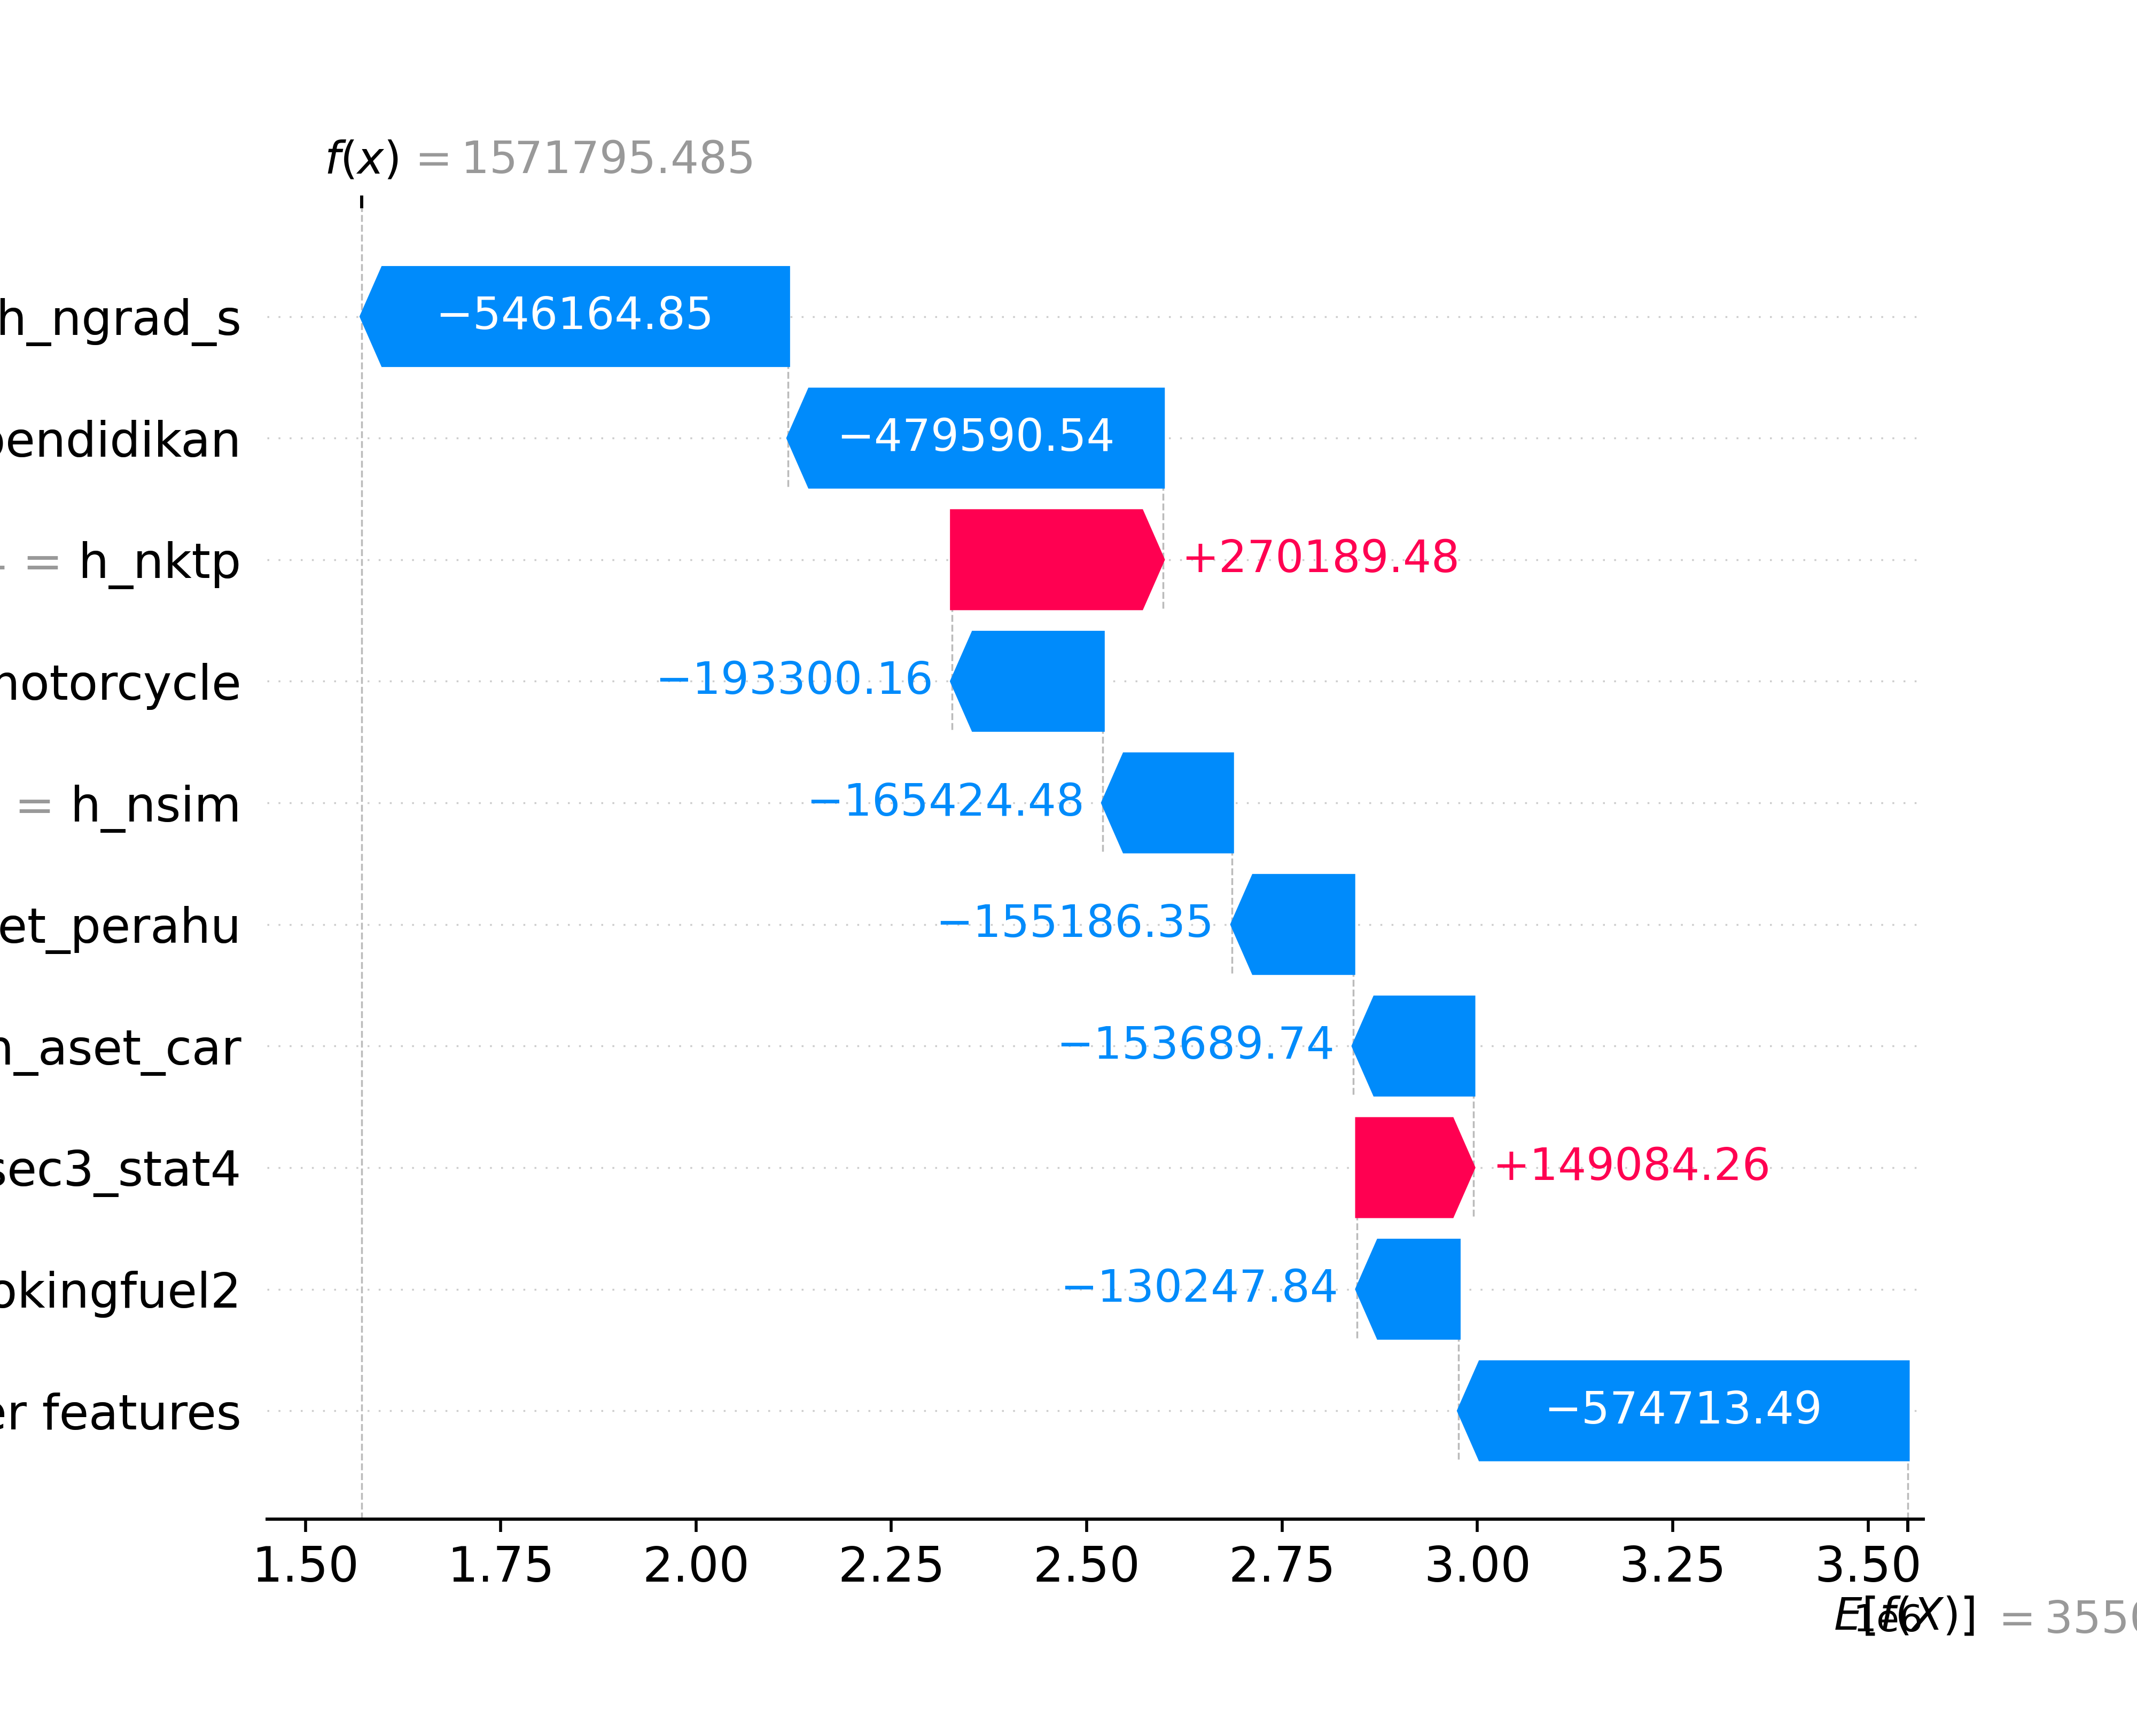 f(x) = 1571795.485
h_ngrad_s −546164.85
pendidikan −479590.54
= h_nktp +270189.48
motorcycle −193300.16
= h_nsim −165424.48
et_perahu −155186.35
_aset_car −153689.74
sec3_stat4 +149084.26
okingfuel2 −130247.84
er features −574713.49
1.50 1.75 2.00 2.25 2.50 2.75 3.00 3.25 3.50
1e6
E[f(X)] = 355